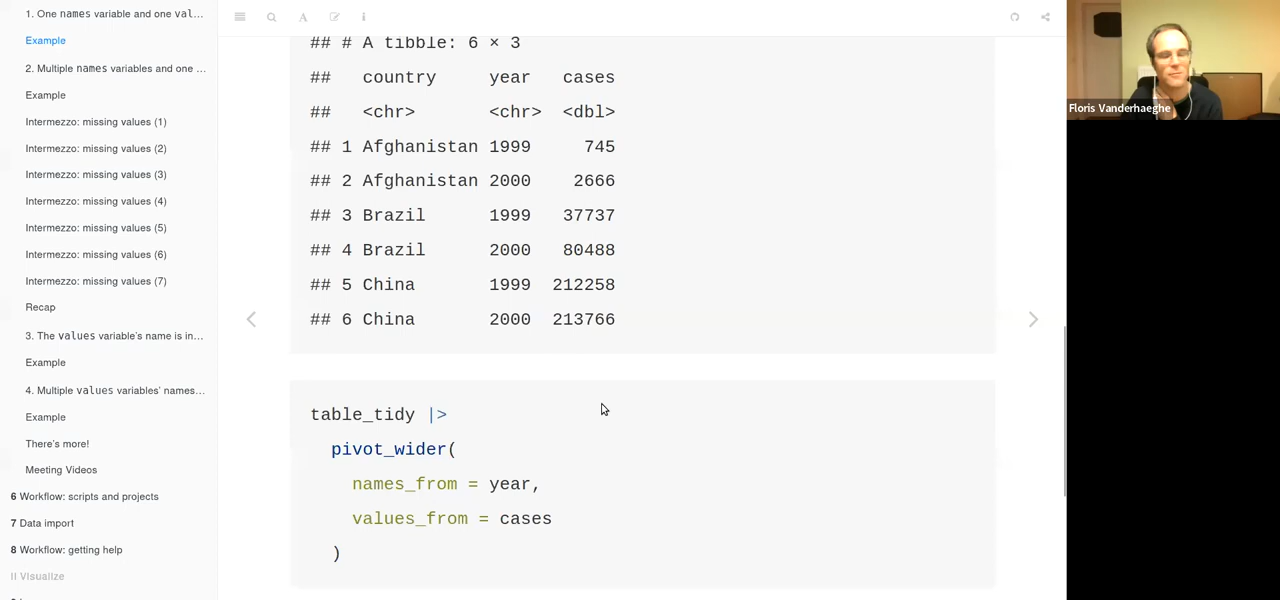 1. One names variable and one val...
Example
2. Multiple names variables and one ...
Example
Intermezzo: missing values (1)
Intermezzo: missing values (2)
Intermezzo: missing values (3)
Intermezzo: missing values (4)
Intermezzo: missing values (5)
Intermezzo: missing values (6)
Intermezzo: missing values (7)
Recap
3. The values variable's name is in...
Example
4. Multiple values variables' names...
Example
There's more!
Meeting Videos
6 Workflow: scripts and projects
7 Data import
8 Workflow: getting help
II Visualize
## # A tibble: 6 × 3
## country year cases
## <chr> <chr> <dbl>
## 1 Afghanistan 1999 745
## 2 Afghanistan 2000 2666
## 3 Brazil 1999 37737
## 4 Brazil 2000 80488
## 5 China 1999 212258
## 6 China 2000 213766
table_tidy |>
pivot_wider(
names_from = year,
values_from = cases
)
Floris Vanderhaeghe